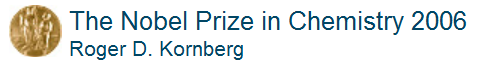 The Nobel Prize in Chemistry 2006
Roger D. Kornberg